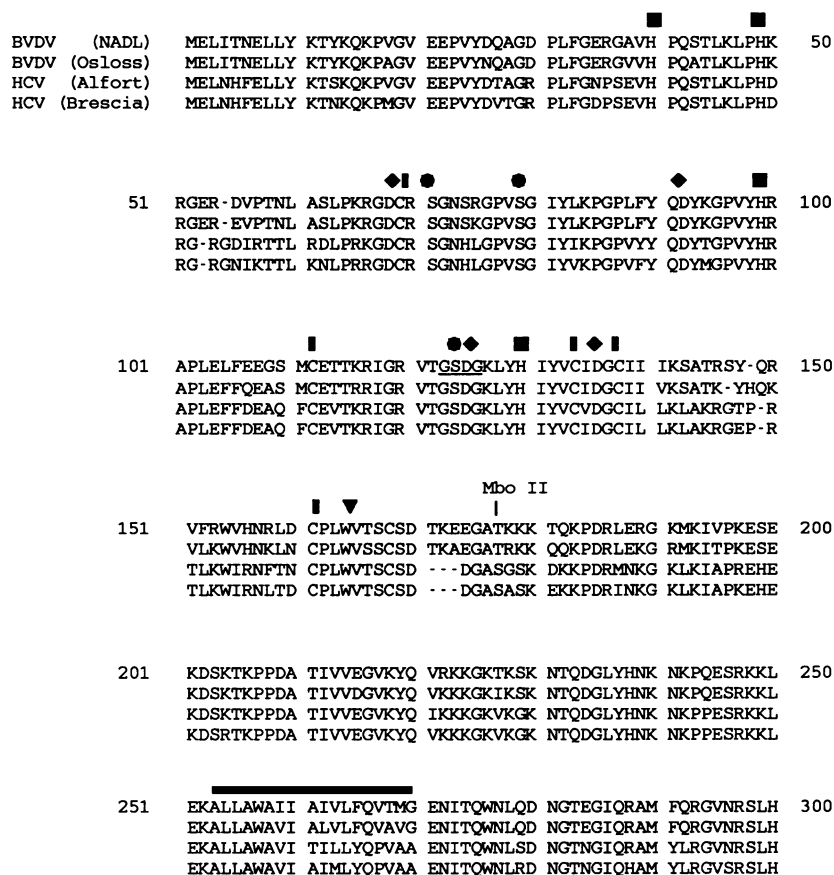 BVDV (NADL) MELITNELLY KTYKQKPVGV EEPVYDQAGD PLFGERGAVH PQSTLKLPHK 50
BVDV (Osloss) MELITNELLY KTYKQKPAGV EEPVYNQAGD PLFGERGVVH PQATLKLPHK
HCV (Alfort) MELNHFELLY KTSKQKPVGV EEPVYDTAGR PLFGNPSEVH PQSTLKLPHD
HCV (Brescia) MELNHFELLY KTNKQKPMGV EEPVYDVTGR PLFGDPSEVH PQSTLKLPHD
51 RGER-DVPTNL ASLPKRGDCR SGNSRGPVSG IYLKPGPLFY QDYKGPVYHR 100
RGER-EVPTNL ASLPKRGDCR SGNSKGPVSG IYLKPGPLFY QDYKGPVYHR
RG-RGDIRTTL RDLPRKGDCR SGNHLGPVSG IYIKPGPVYY QDYTGPVYHR
RG-RGNIKTTL KNLPRRGDCR SGNHLGPVSG IYVKPGPVFY QDYMGPVYHR
101 APLELFEEGS MCETTKRIGR VTGSDGKLYH IYVCIDGCII IKSATRSY-QR 150
APLEFFQEAS MCETTKRIGR VTGSDGKLYH IYVCIDGCII VKSATK-YHQK
APLEFFDEAQ FCEVTKRIGR VTGSDGKLYH IYVCVDGCIL LKLAKRGTP-R
APLEFFDEAQ FCEVTKRIGR VTGSDGKLYH IYVCIDGCIL LKLAKRGEP-R
Mbo II
151 VFRWVHNRLD CPLWVTSCSD TKEEGATKKK TQKPDRLERG KMKIVPKESE 200
VLKWVHNKLN CPLWVSSCSD TKAEGATRKK QQKPDRLEKG RMKITPKESE
TLKWIRNFTN CPLWVTSCSD ---DGASGSK DKKPDRMNKG KLKIAPREHE
TLKWIRNLTD CPLWVTSCSD ---DGASASK EKKPDRINKG KLKIAPKEHE
201 KDSKTKPPDA TIVVEGVKYQ VRKKGKTKSK NTQDGLYHNK NKPQESRKKL 250
KDSKTKPPDA TIVVDGVKYQ VKKKGKIKSK NTQDGLYHNK NKPQESRKKL
KDSKTKPPDA TIVVEGVKYQ IKKKGKVKGK NTQDGLYHNK NKPPESRKKL
KDSRTKPPDA TIVVEGVKYQ VKKKGKVKGK NTQDGLYHNK NKPPESRKKL
251 EKALLAWAII AIVLFQVTMG ENITQWNLQD NGTEGIQRAM FQRGVNRSLH 300
EKALLAWAVI ALVLFQVAVG ENITQWNLQD NGTEGIQRAM FQRGVNRSLH
EKALLAWAVI TILLYQPVAA ENITQWNLSD NGTNGIQRAM YLRGVNRSLH
EKALLAWAVI AIMLYQPVAA ENITQWNLRD NGTNGIQHAM YLRGVNRSLH